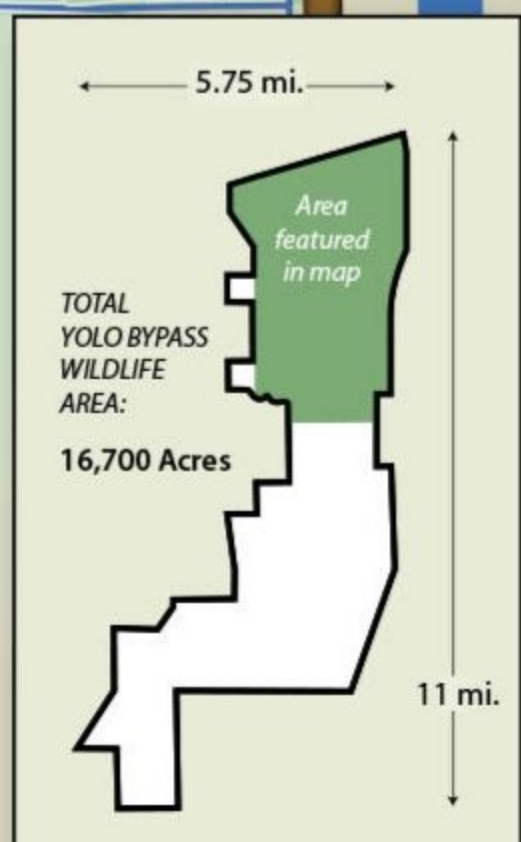 5.75 mi.
Area
featured
in map
TOTAL
YOLO BYPASS
WILDLIFE
AREA:
16,700 Acres
11 mi.